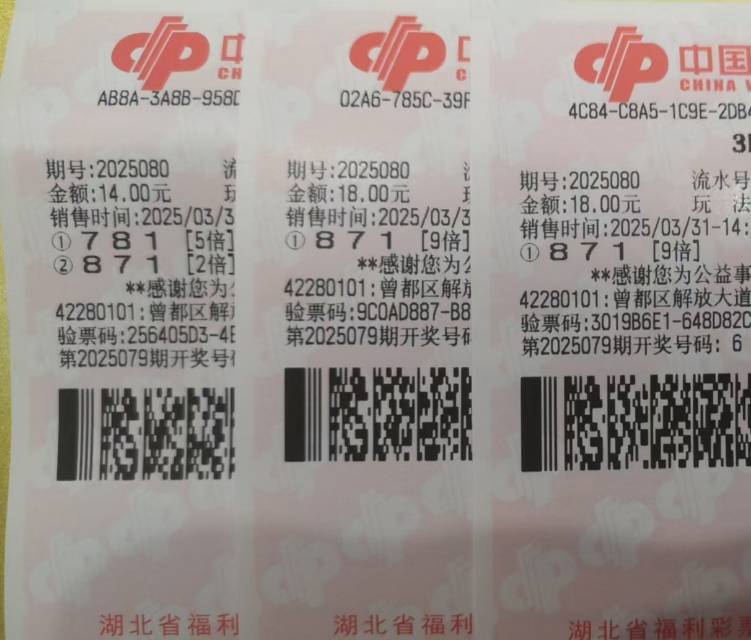 中
CH
AB8A-3A8B-958D
期号:2025080
金额:14.00元
销售时间:2025/03/3
① 7 8 1 [5倍]
② 8 7 1 [2倍]
**感谢您为
42280101:曾都区解
验票码:256405D3-4E
第2025079期开奖号
湖北省福利
C
02A6-785C-39F
期号:2025080
金额:18.00元
销售时间:2025/03/3
① 8 7 1 [9倍]
**感谢您为
42280101:曾都区解放
验票码:9C0AD887-B8
第2025079期开奖号码
湖北省福利
中国
CHINA
4C84-C8A5-1C9E-2DB4
3
期号:2025080 流水号
金额:18.00元 玩 法
销售时间:2025/03/31-14:
① 8 7 1 [9倍]
**感谢您为公益事
42280101:曾都区解放大道
验票码:3019B6E1-648D82C
第2025079期开奖号码: 6
湖北省福利彩票